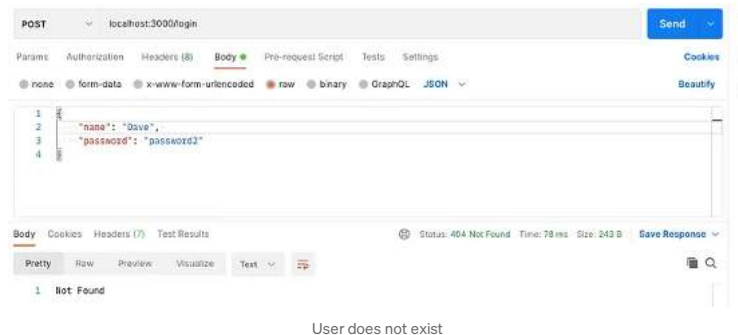 POST localhost:3000/login Send
Params Authorization Headers (8) Body Pre-request Script Tests Settings Cookies
none form-data x-www-form-urlencoded raw binary GraphQL JSON Beautify
1 {
2 "name": "Dave",
3 "password": "password2"
4 }
Body Cookies Headers (7) Test Results Status: 404 Not Found Time: 78 ms Size: 243 B Save Response
Pretty Raw Preview Visualize Text
1 Not Found
User does not exist